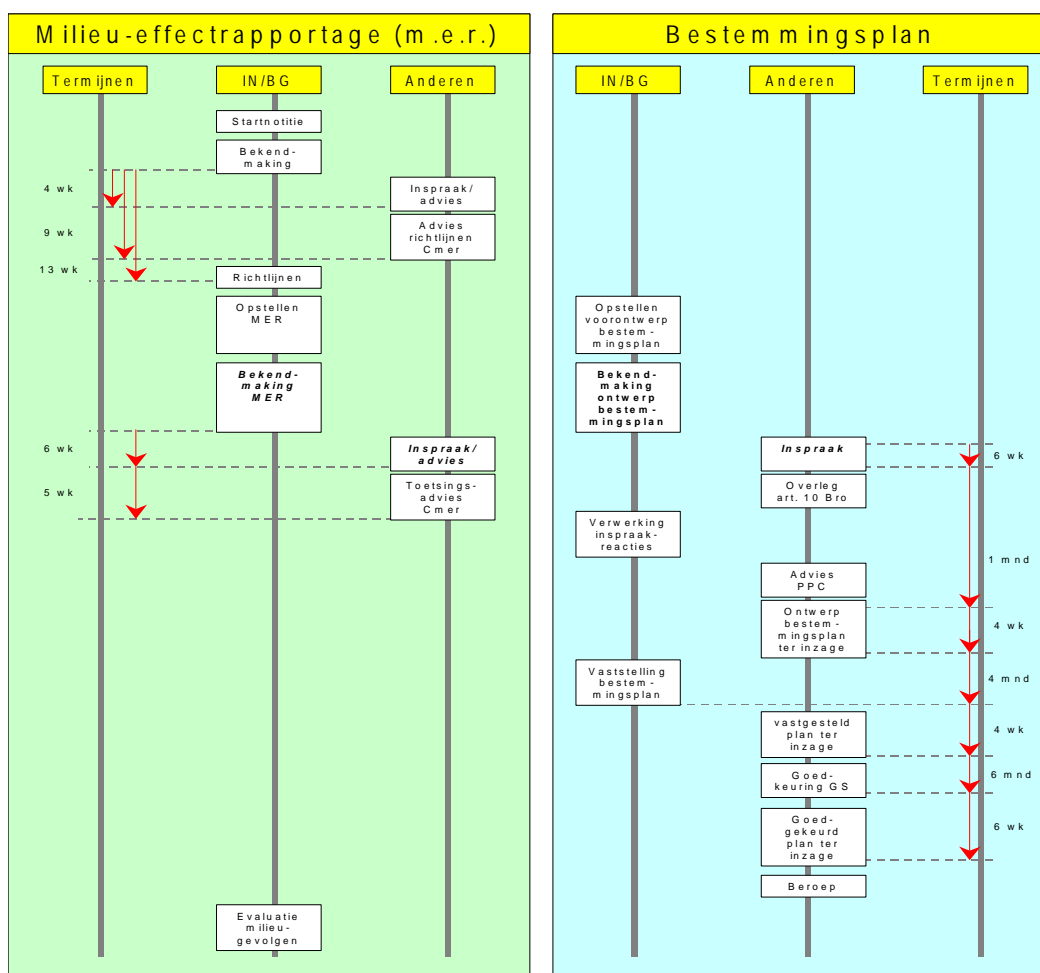 Milieu-effectrapportage (m.e.r.)
Termijnen
IN/BG
Anderen
Startnotitie
Bekend-
making
4 wk
Inspraak/
advies
9 wk
Advies
richtlijnen
Cmer
13 wk
Richtlijnen
Opstellen
MER
Bekend-
making
MER
6 wk
Inspraak/
advies
5 wk
Toetsings-
advies
Cmer
Evaluatie
milieu-
gevolgen
Bestemmingsplan
IN/BG
Anderen
Termijnen
Opstellen
voorontwerp
bestem-
mingsplan
Bekend-
making
ontwerp
bestem-
mingsplan
Inspraak
6 wk
Overleg
art. 10 Bro
Verwerking
inspraak-
reacties
1 mnd
Advies
PPC
Ontwerp
bestem-
mingsplan
ter inzage
4 wk
Vaststelling
bestem-
mingsplan
4 mnd
vastgesteld
plan ter
inzage
4 wk
Goed-
keuring GS
6 mnd
Goed-
gekeurd
plan ter
inzage
6 wk
Beroep